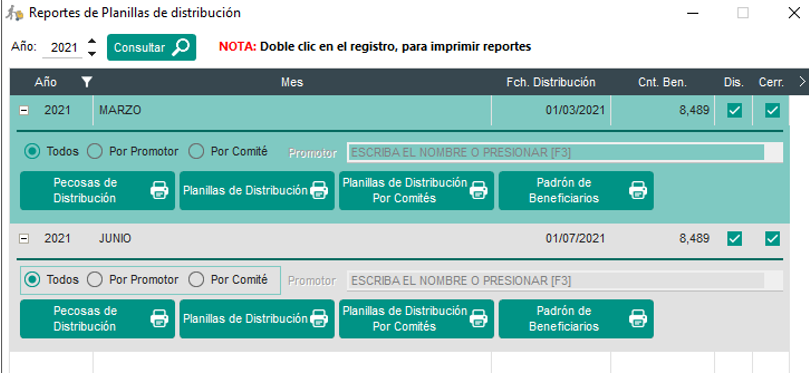 Reportes de Planillas de distribución
Año: 2021 Consultar NOTA: Doble clic en el registro, para imprimir reportes
Año Mes Fch. Distribución Cnt. Ben. Dis. Cerr.
2021 MARZO 01/03/2021 8,489
Todos Por Promotor Por Comité Promotor ESCRIBA EL NOMBRE O PRESIONAR [F3]
Pecosas de Distribución Planillas de Distribución Planillas de Distribución Por Comités Padrón de Beneficiarios
2021 JUNIO 01/07/2021 8,489
Todos Por Promotor Por Comité Promotor ESCRIBA EL NOMBRE O PRESIONAR [F3]
Pecosas de Distribución Planillas de Distribución Planillas de Distribución Por Comités Padrón de Beneficiarios